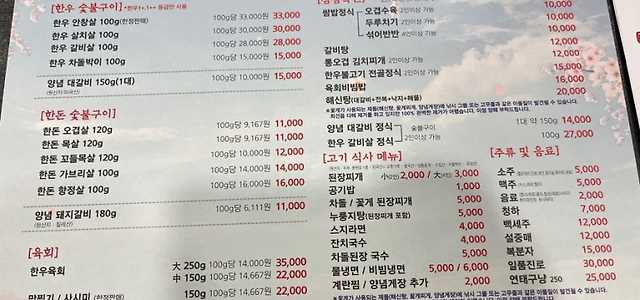 [한우 숯불구이] *한우1+,1++ 등급만 사용
한우 안창살 100g(한정판매) 100g당 33,000원 33,000
한우 살치살 100g 100g당 30,000원 30,000
한우 갈비살 100g 100g당 28,000원 28,000
한우 차돌박이 100g 100g당 15,000원 15,000
양념 대갈비 150g(1대) 100g당 10,000원 15,000
[한돈 숯불구이]
한돈 오겹살 120g 100g당 9,167원 11,000
한돈 목살 120g 100g당 9,167원 11,000
한돈 꼬들목살 120g 100g당 10,000원 12,000
한돈 가브리살 100g 100g당 14,000원 14,000
한돈 항정살 100g 100g당 16,000원 16,000
양념 돼지갈비 180g 100g당 6,111원 11,000
[육회]
한우육회 大 250g 100g당 14,000원 35,000
中 150g 100g당 14,667원 22,000
/ 사시미 (한정판매) 150g 100g당 14,667원 22,000
쌈밥정식 오겹수육 2인이상 가능
두루치기 2인이상 가능
섞어반반 2인이상 가능
갈비탕
통오겹 김치찌개 2인이상 가능
한우불고기 전골정식 2인이상 가능 16,000
육회비빔밥 16,000
해신탕(대갈비+전복+낙지+해물) 20,000
양념 대갈비 정식 숯불구이 1대 약 150g 14,000
한우 갈비살 정식 100g 27,000
[고기 식사 메뉴]
된장찌개 小(2인)2,000 / 大(4인)3,000
공기밥 1,000
차돌 / 꽃게 된장찌개 5,000
누룽지탕(된장찌개 포함) 5,000
스지라면 4,000
잔치국수 4,000
차돌된장 국수 5,000
물냉면 / 비빔냉면 5,000 / 6,000
계란찜 / 양념게장 추가 2,000
[주류 및 음료]
소주 5,000
맥주 5,000
음료 2,000
청하 7,000
백세주 12,000
설중매 12,000
복분자 15,000
일품진로 30,000
연태구냥 250 25,000